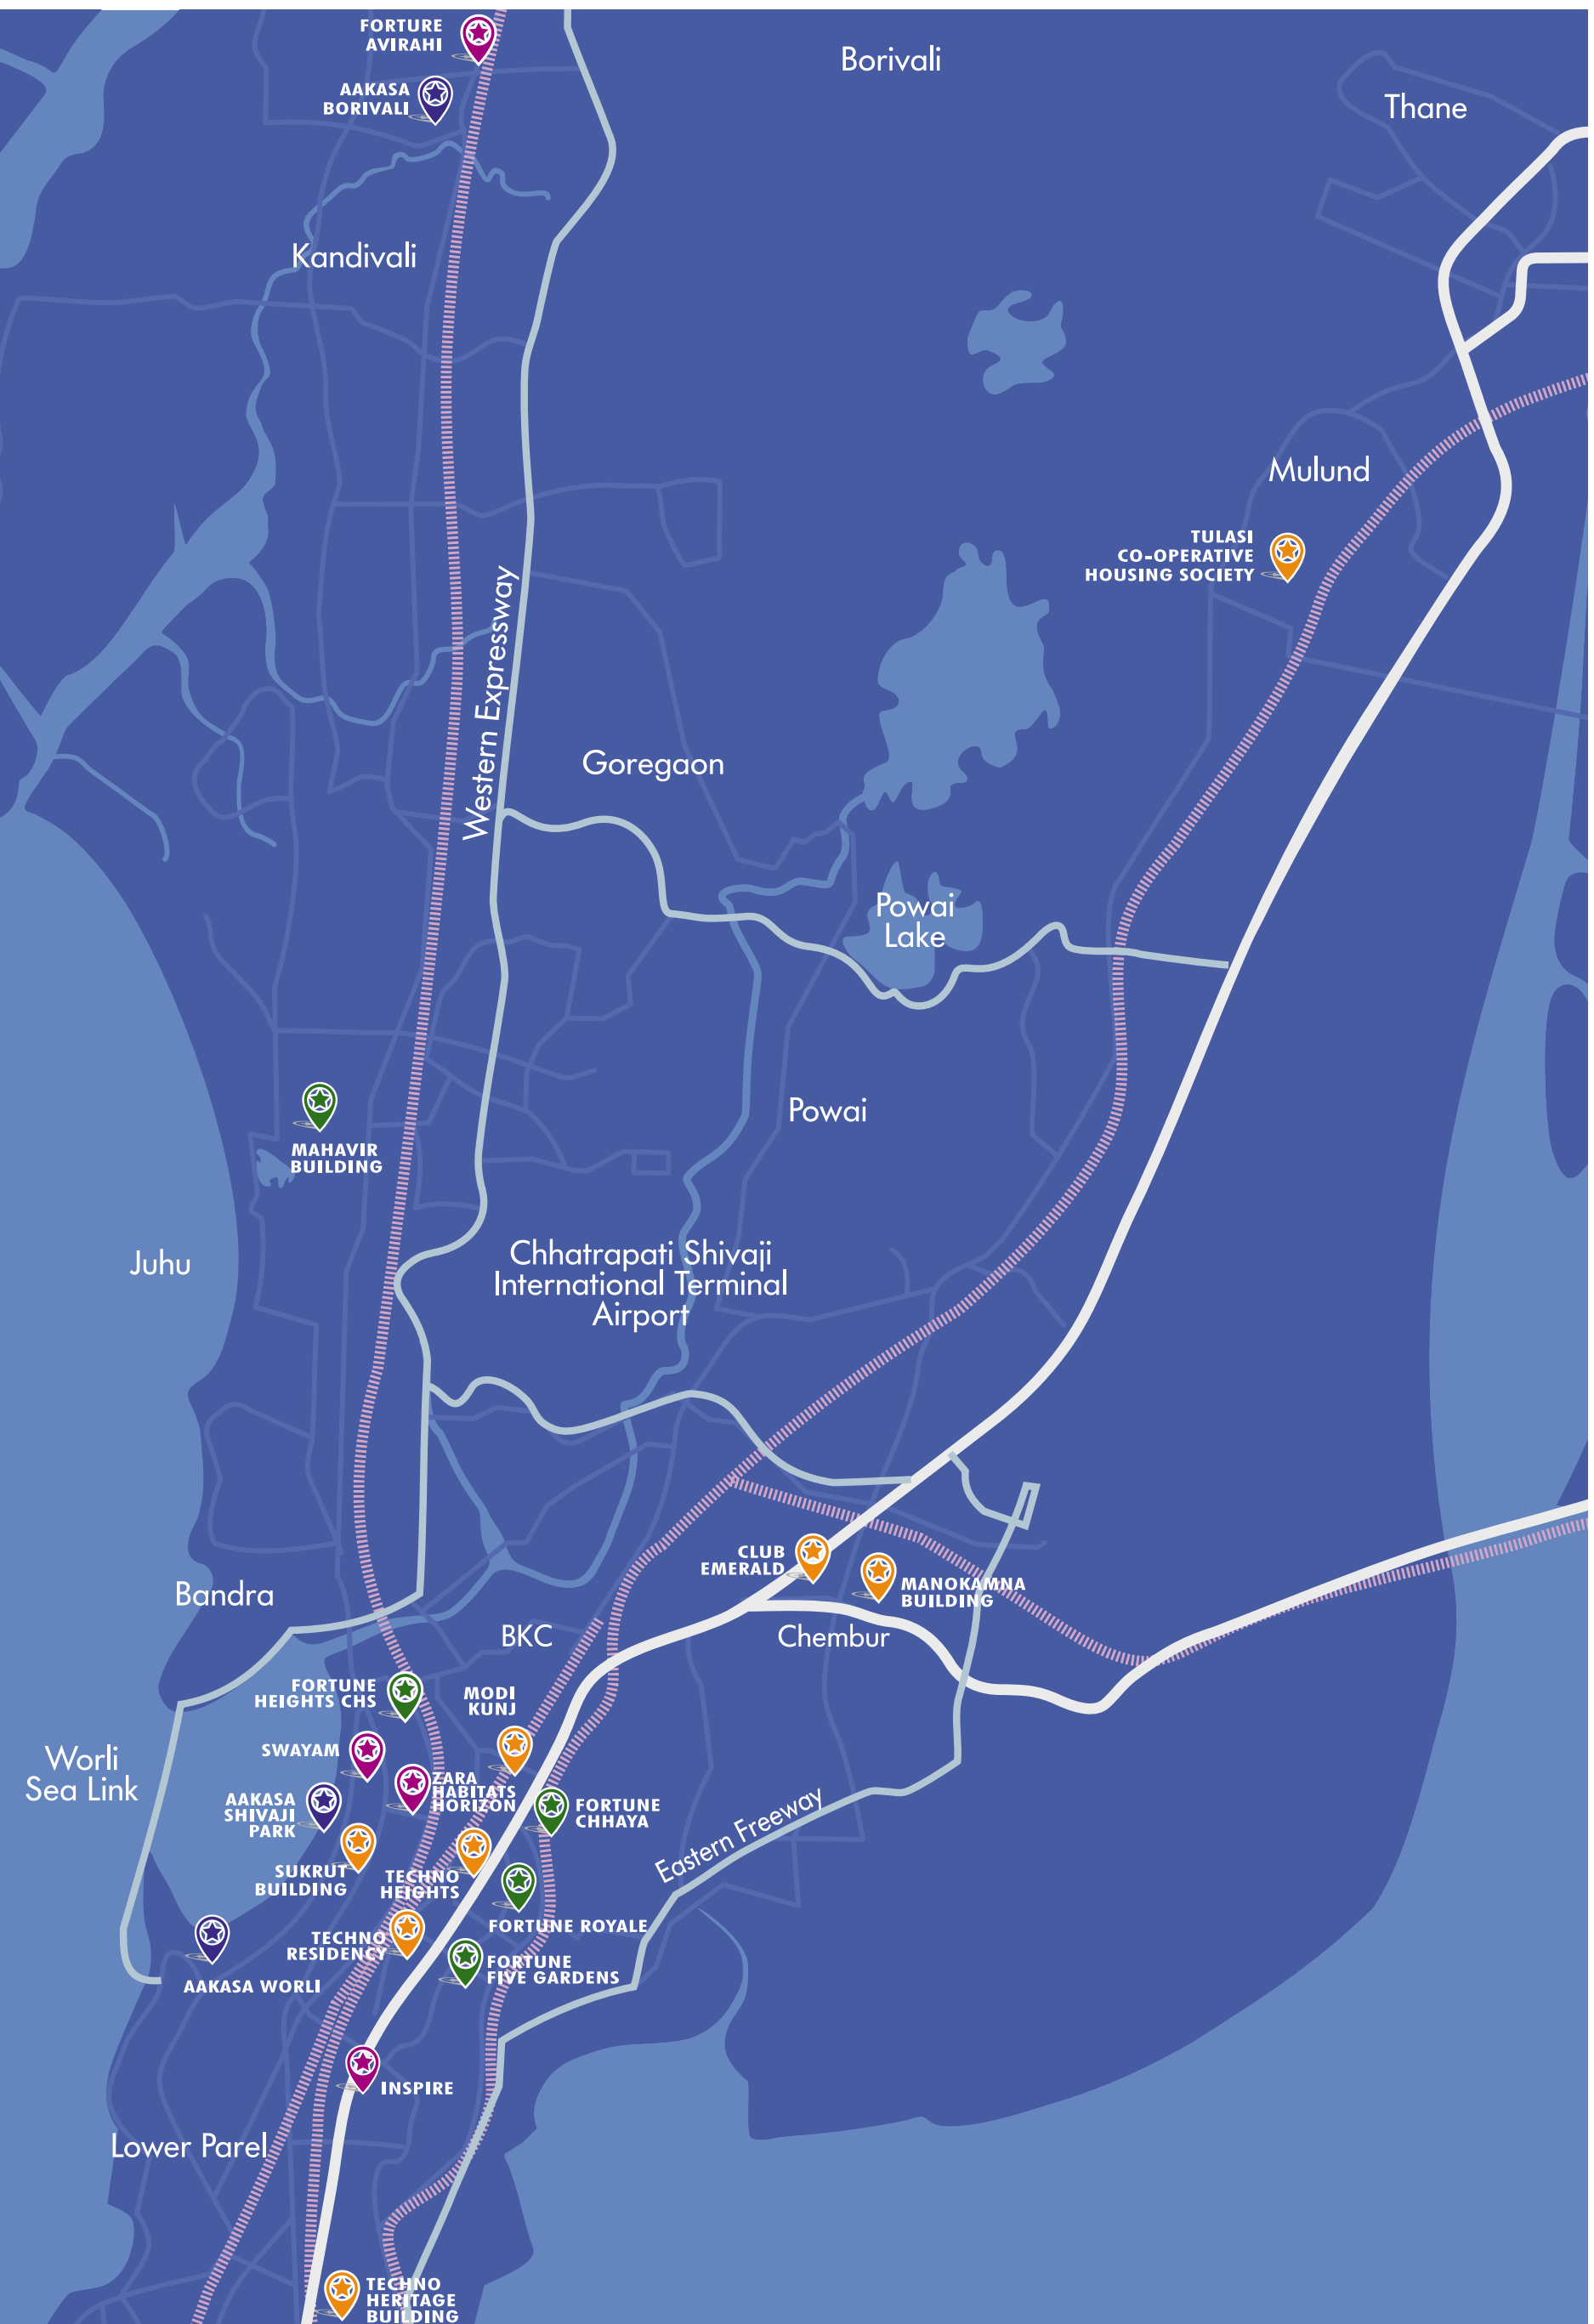 FORTURE
AVIRAHI
Borivali
AAKASA
BORIVALI
Thane
Kandivali
Mulund
TULASI
CO-OPERATIVE
HOUSING SOCIETY
Western Expressway
Goregaon
Powai
Lake
MAHAVIR
BUILDING
Powai
Juhu
Chhatrapati Shivaji
International Terminal
Airport
CLUB
EMERALD
MANOKAMNA
BUILDING
Bandra
BKC
Chembur
FORTUNE
HEIGHTS CHS
MODI
KUNJ
SWAYAM
Worli
Sea Link
ZARA
HABITATS
HORIZON
AAKASA
SHIVAJI
PARK
FORTUNE
CHHAYA
Eastern Freeway
SUKRUT
BUILDING
TECHNO
HEIGHTS
FORTUNE ROYALE
TECHNO
RESIDENCY
FORTUNE
FIVE GARDENS
AAKASA WORLI
INSPIRE
Lower Parel
TECHNO
HERITAGE
BUILDING